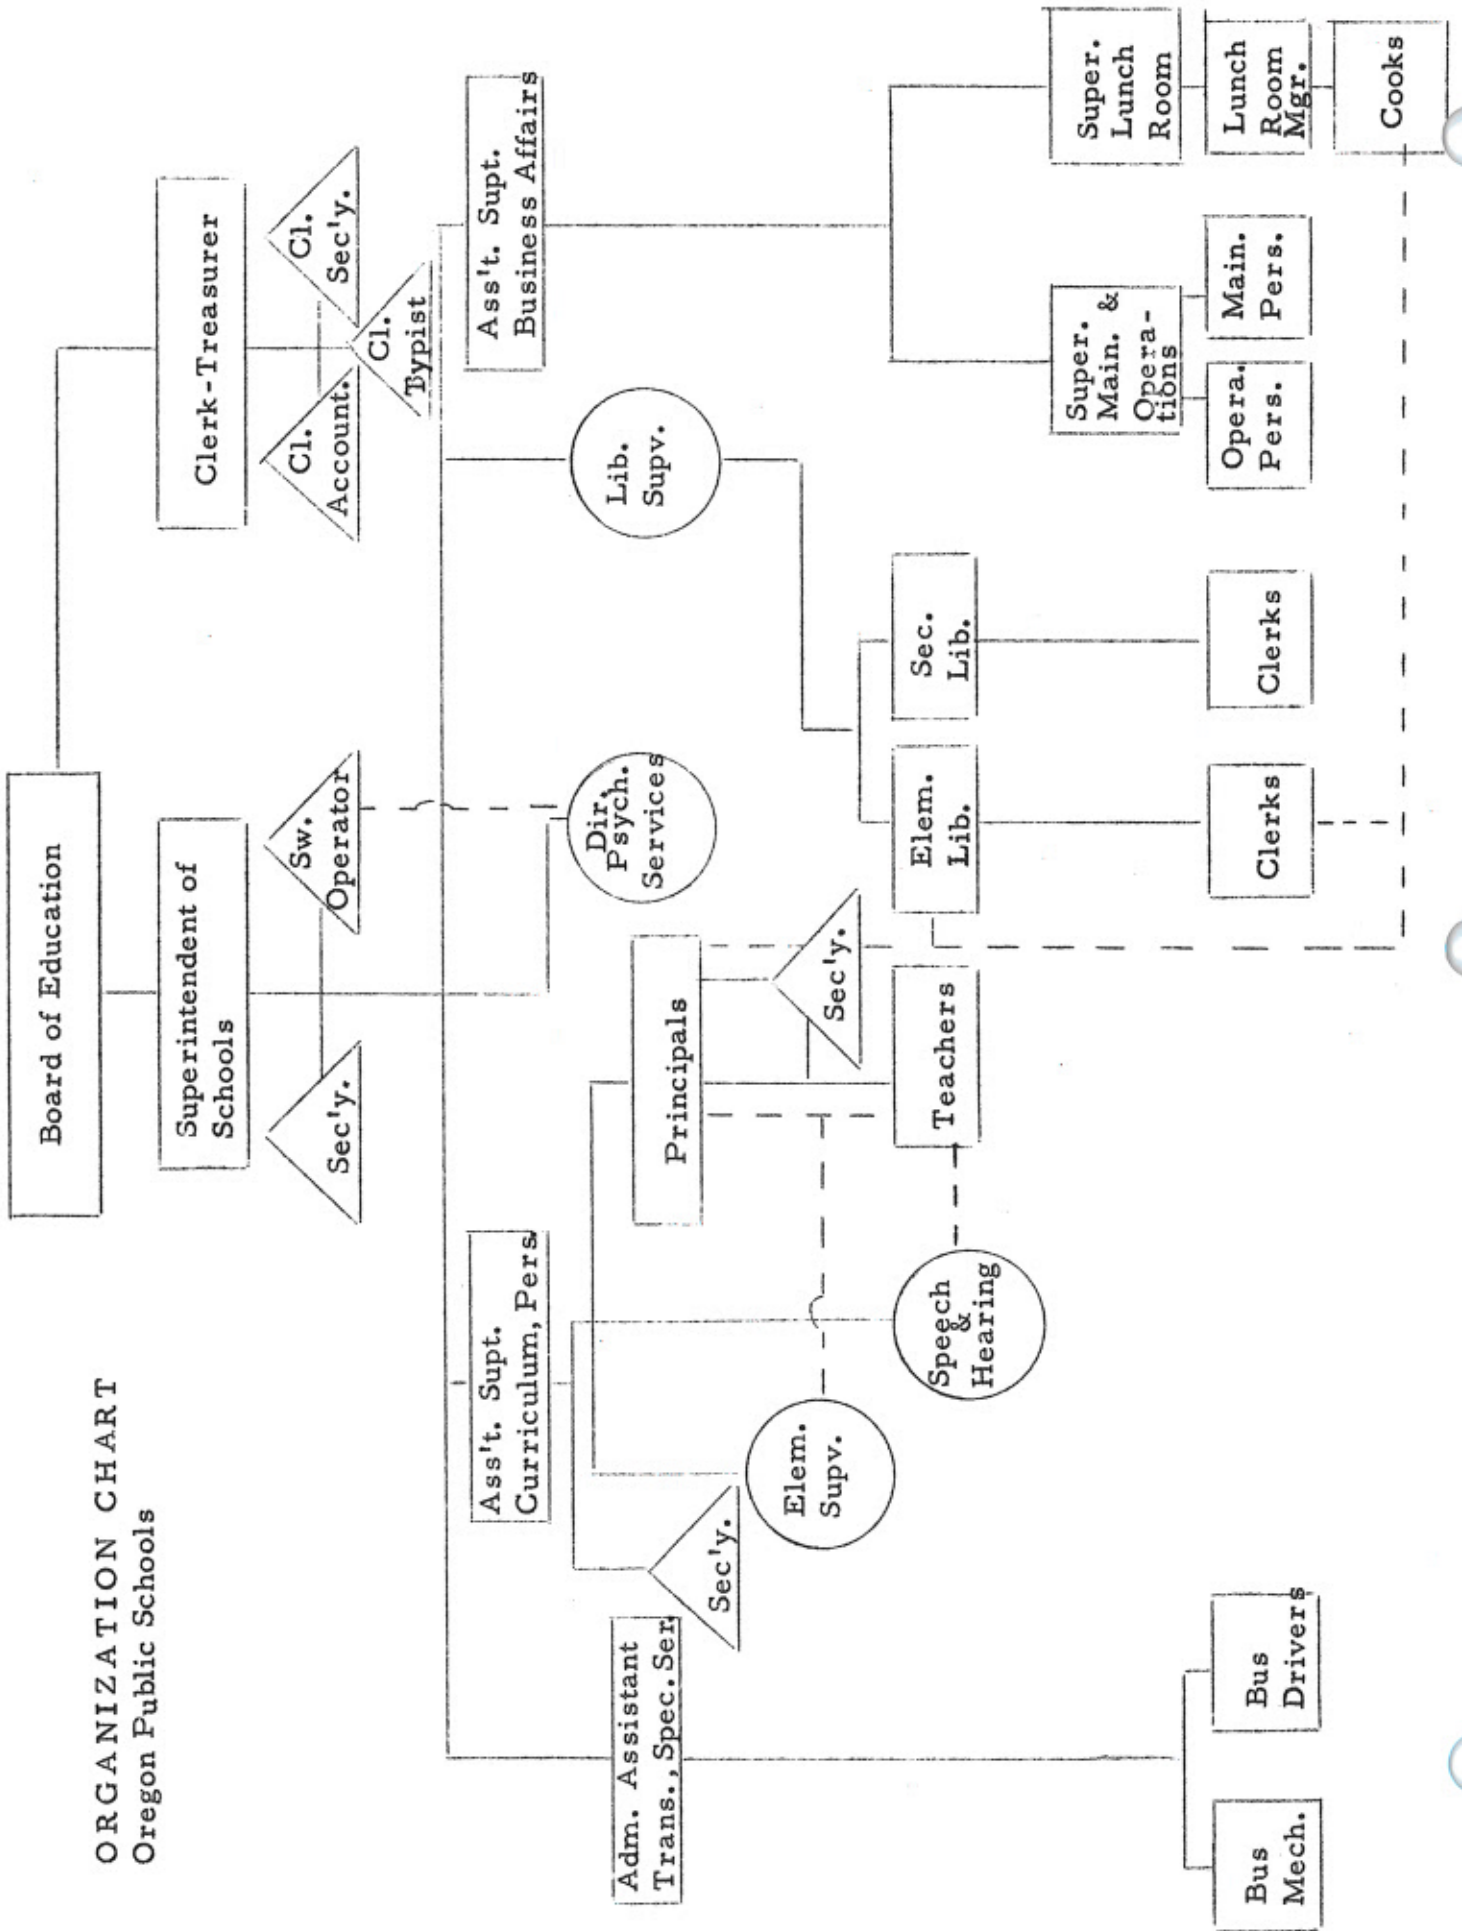 ORGANIZATION CHART
Oregon Public Schools
Board of Education
Superintendent of
Schools
Clerk-Treasurer
Sec'y.
Sw.
Operator
Cl.
Account.
Cl.
Typist
Cl.
Sec'y.
Adm. Assistant
Trans., Spec. Ser.
Ass't. Supt.
Curriculum, Pers.
Dir.
Psych.
Services
Lib.
Supv.
Ass't. Supt.
Business Affairs
Sec'y.
Elem.
Supv.
Principals
Sec'y.
Speech
&
Hearing
Teachers
Elem.
Lib.
Sec.
Lib.
Super.
Main. &
Opera-
tions
Super.
Lunch
Room
Bus
Mech.
Bus
Drivers
Clerks
Clerks
Opera.
Pers.
Main.
Pers.
Lunch
Room
Mgr.
Cooks